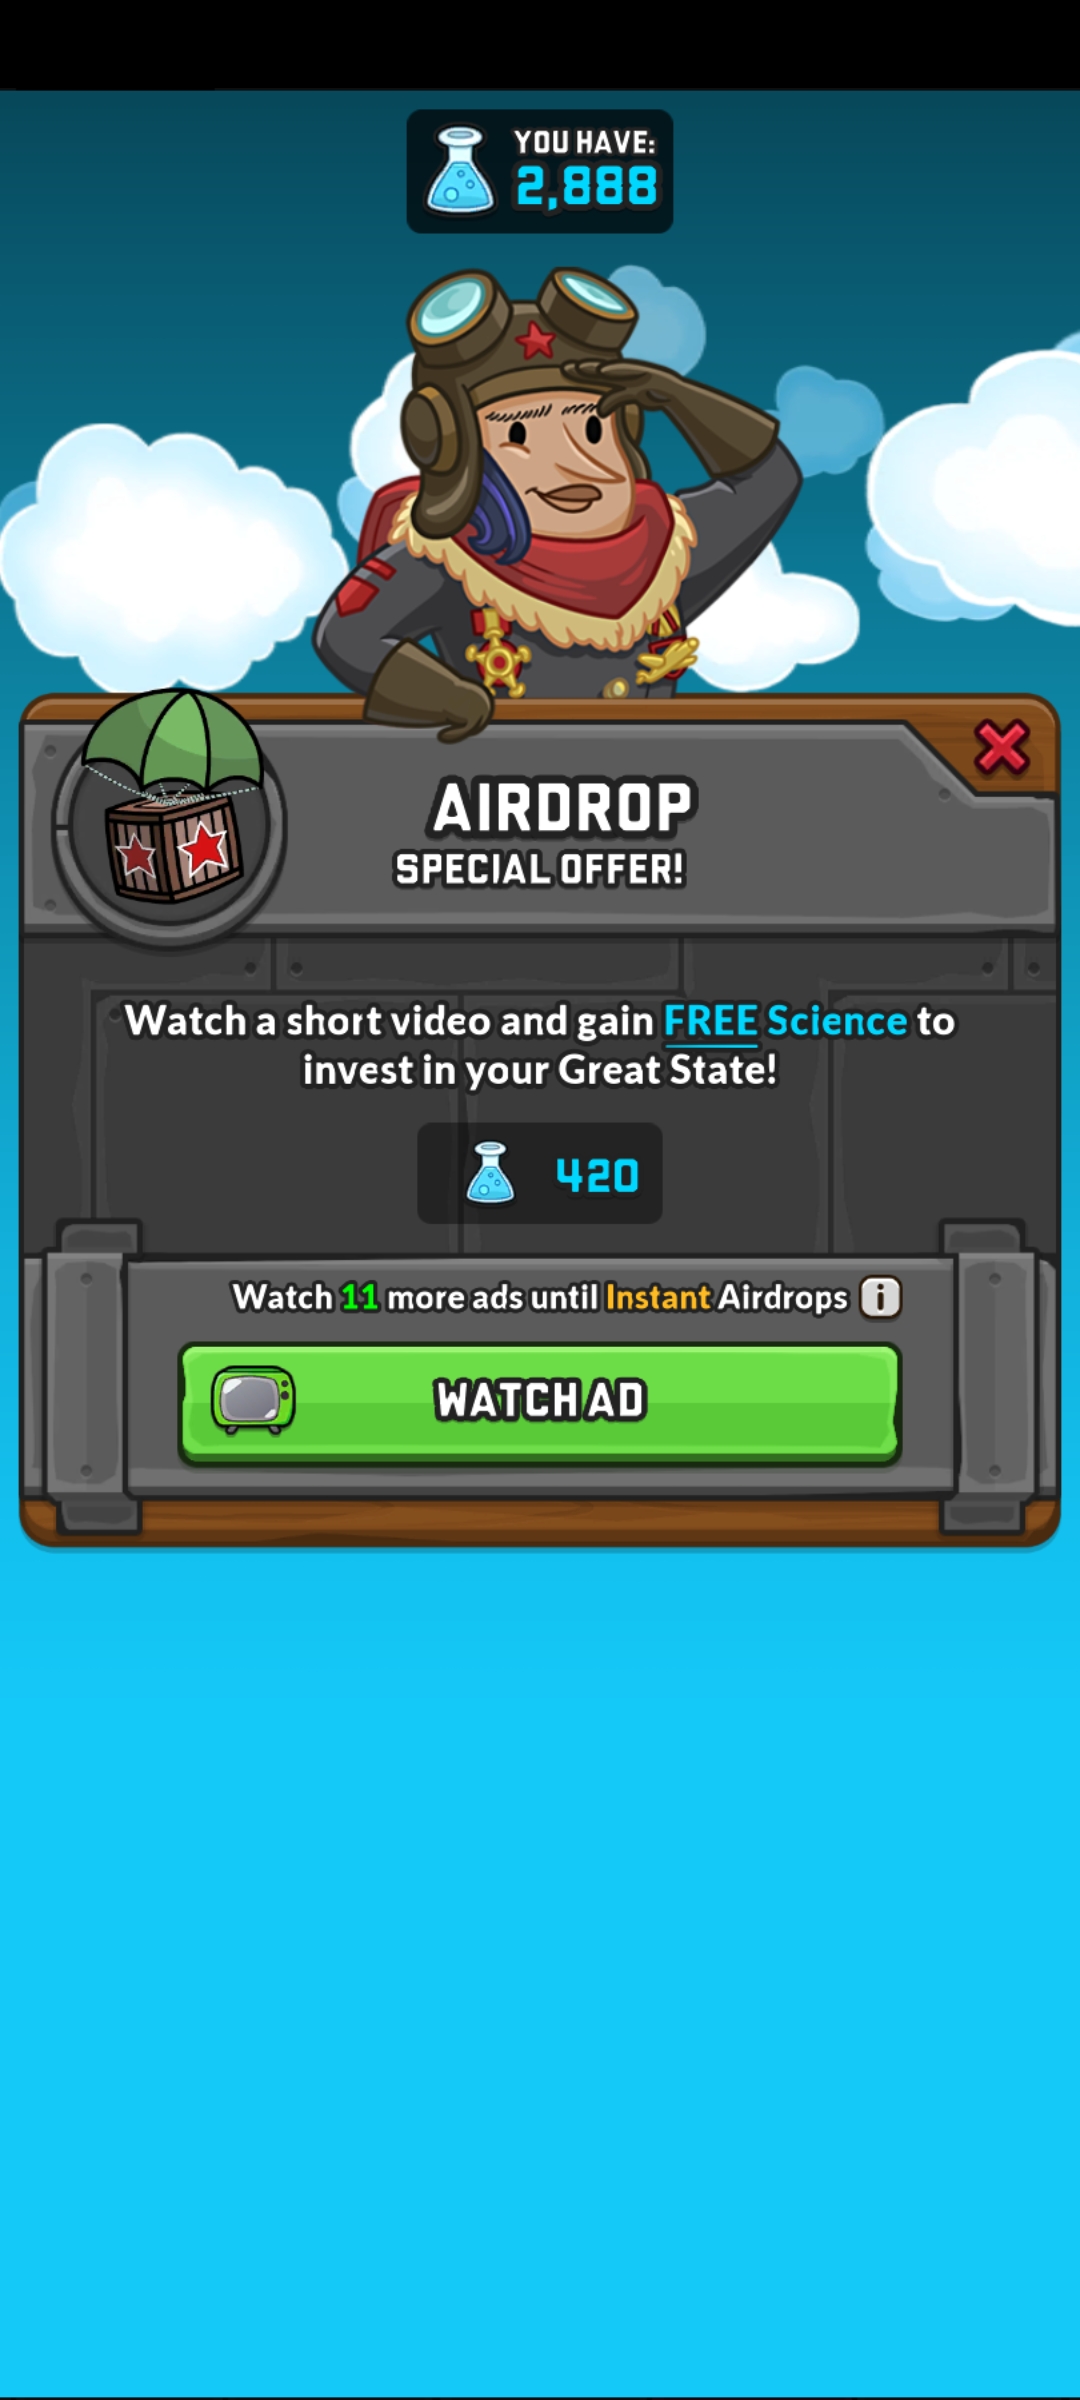 YOU HAVE:
2,888
AIRDROP
SPECIAL OFFER!
Watch a short video and gain FREE Science to
invest in your Great State!
420
Watch 11 more ads until Instant Airdrops i
WATCH AD